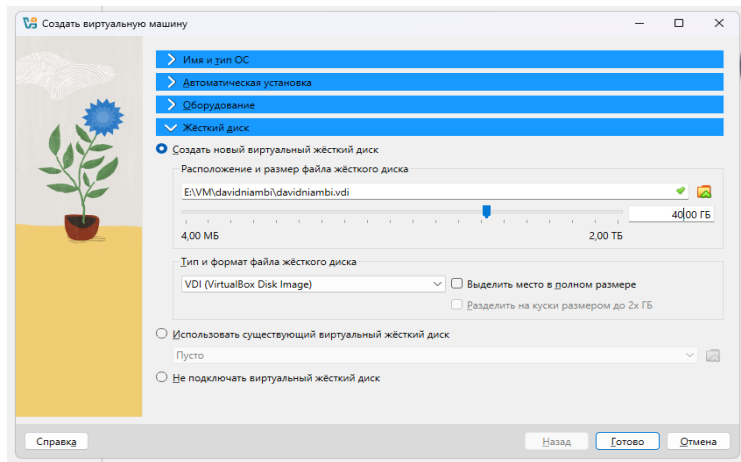 Создать виртуальную машину
Имя и тип ОС
Автоматическая установка
Оборудование
Жёсткий диск
Создать новый виртуальный жёсткий диск
Расположение и размер файла жёсткого диска
E:\VM\davidniambi\davidniambi.vdi
40,00 ГБ
4,00 МБ 2,00 ТБ
Тип и формат файла жёсткого диска
VDI (VirtualBox Disk Image) Выделить место в полном размере
Разделить на куски размером до 2х ГБ
Использовать существующий виртуальный жёсткий диск
Пусто
Не подключать виртуальный жёсткий диск
Справка Назад Готово Отмена